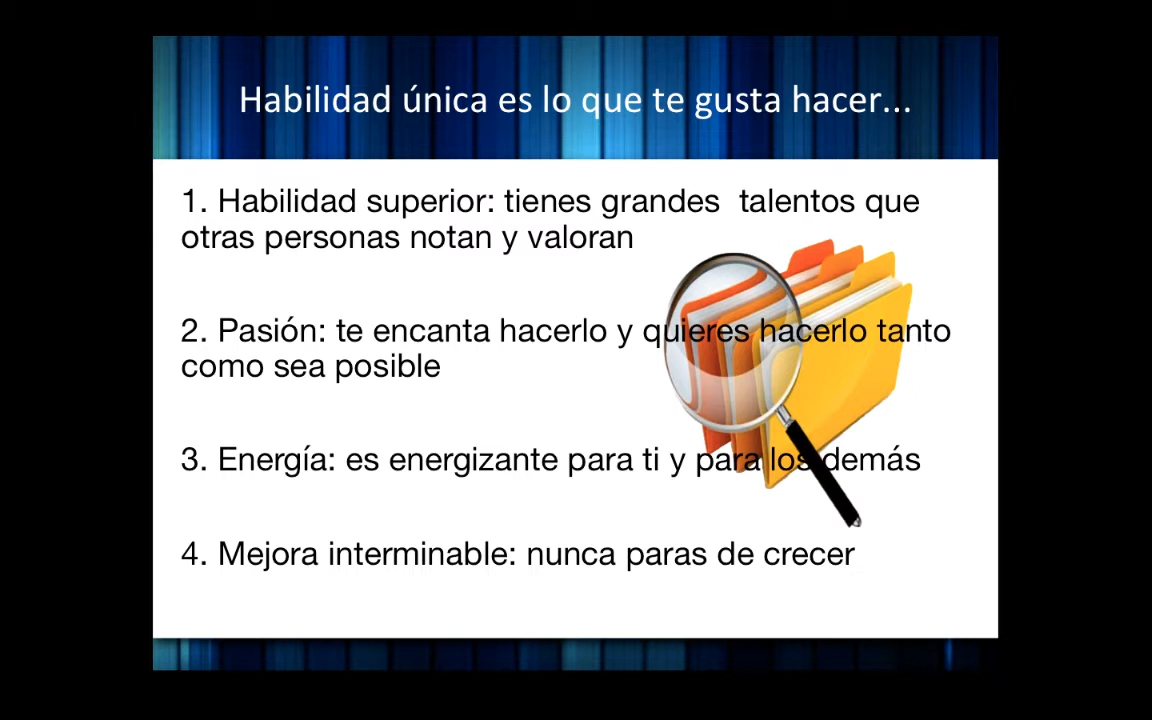 Habilidad única es lo que te gusta hacer...
1. Habilidad superior: tienes grandes  talentos que
otras personas notan y valoran
2. Pasión: te encanta hacerlo y quieres hacerlo tanto
como sea posible
3. Energía: es energizante para ti y para los demás
4. Mejora interminable: nunca paras de crecer